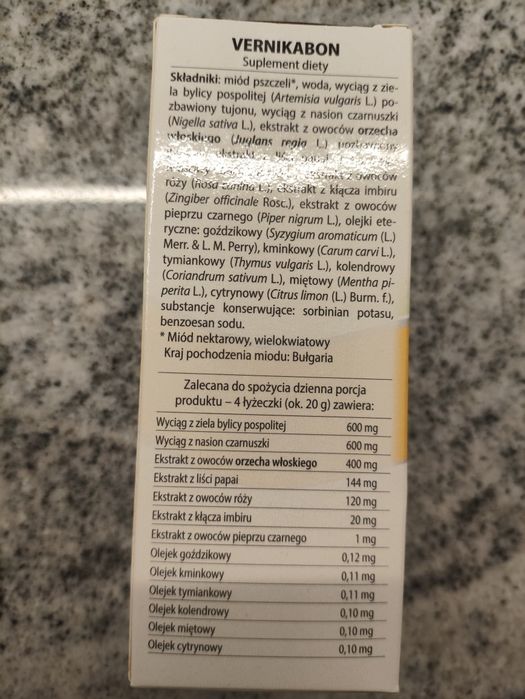 VERNIKABON
Suplement diety
Składniki: miód pszczeli*, woda, wyciąg z zie-
la bylicy pospolitej (Artemisia vulgaris L.) po-
zbawiony tujonu, wyciąg z nasion czarnuszki
(Nigella sativa L.), ekstrakt z owoców orzecha
włoskiego (Juglans regia L.) pozbawiony
ekstrakt z liści
ekstrakt z owoców
róży (Rosa canina L.), ekstrakt z kłącza imbiru
(Zingiber officinale Rosc.), ekstrakt z owoców
pieprzu czarnego (Piper nigrum L.), olejki ete-
ryczne: goździkowy (Syzygium aromaticum (L.)
Merr. & L. M. Perry), kminkowy (Carum carvi L.),
tymiankowy (Thymus vulgaris L.), kolendrowy
(Coriandrum sativum L.), miętowy (Mentha pi-
perita L.), cytrynowy (Citrus limon (L.) Burm. f.),
substancje konserwujące: sorbinian potasu,
benzoesan sodu.
* Miód nektarowy, wielokwiatowy
Kraj pochodzenia miodu: Bułgaria
Zalecana do spożycia dzienna porcja
produktu – 4 łyżeczki (ok. 20 g) zawiera:
Wyciąg z ziela bylicy pospolitej 600 mg
Wyciąg z nasion czarnuszki 600 mg
Ekstrakt z owoców orzecha włoskiego 400 mg
Ekstrakt z liści papai 144 mg
Ekstrakt z owoców róży 120 mg
Ekstrakt z kłącza imbiru 20 mg
Ekstrakt z owoców pieprzu czarnego 1 mg
Olejek goździkowy 0,12 mg
Olejek kminkowy 0,11 mg
Olejek tymiankowy 0,11 mg
Olejek kolendrowy 0,10 mg
Olejek miętowy 0,10 mg
Olejek cytrynowy 0,10 mg